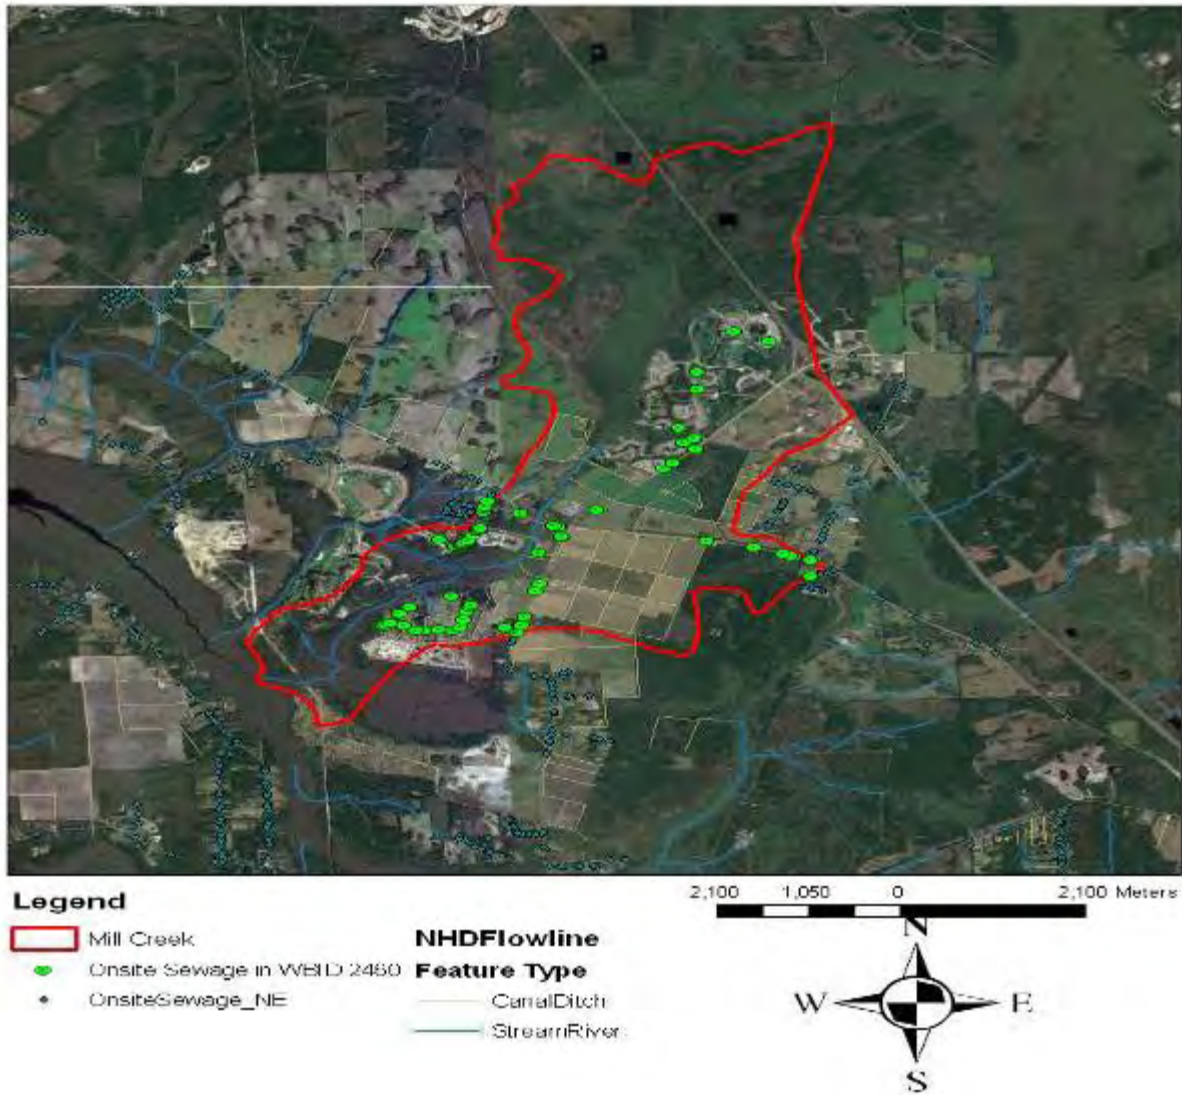 Legend
Mill Creek
Onsite Sewage in WBID 2460
OnsiteSewage_NE
NHDFlowline
Feature Type
CanalDitch
StreamRiver
2,100 1,050 0 2,100 Meters
N
W E
S